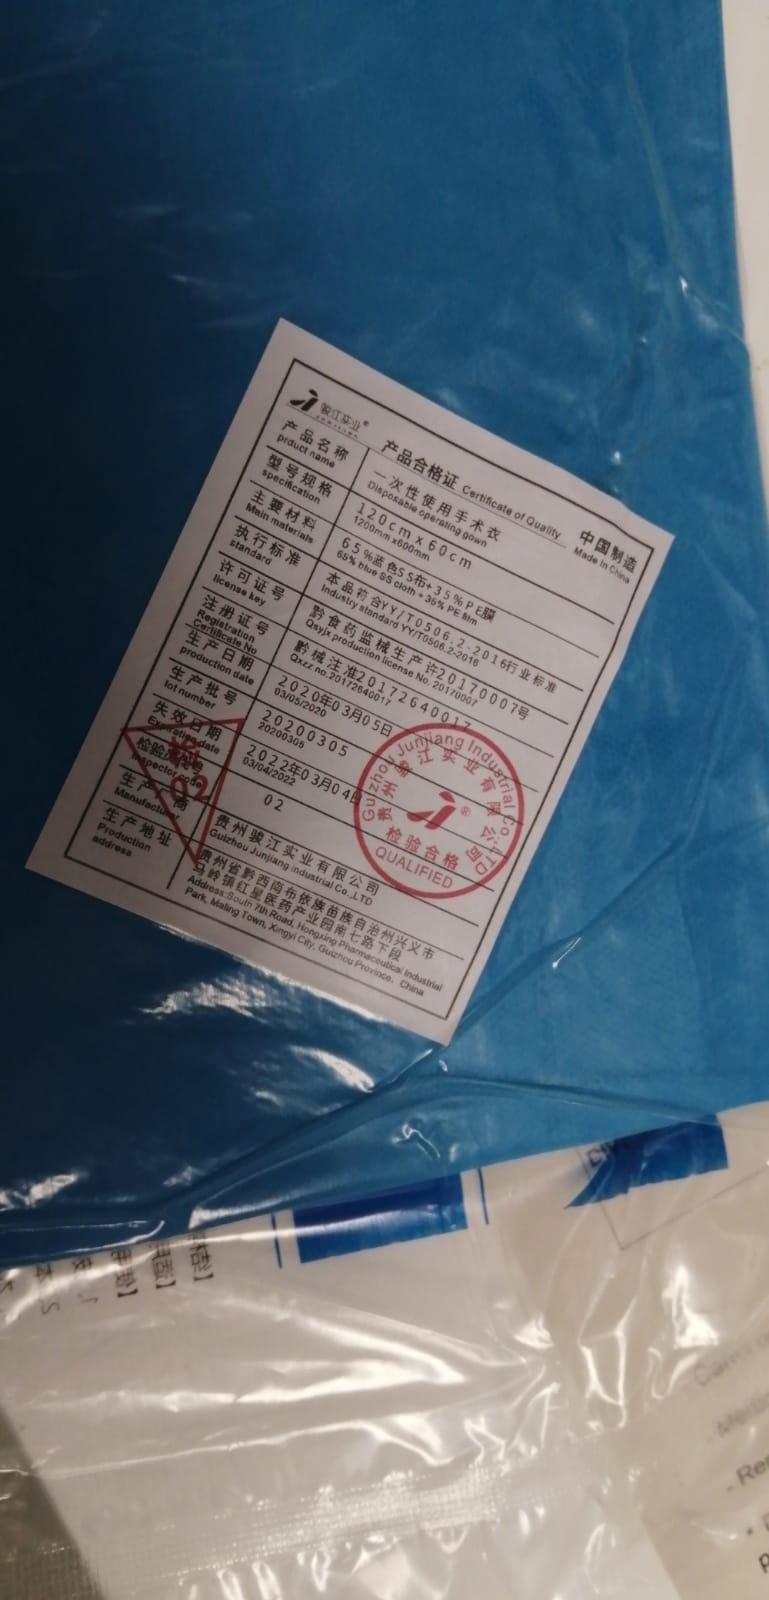 骏江实业®
产品合格证 Certificate of Quality
中国制造
Made in China
产品名称
prduct name
一次性使用手术衣
Disposable operating gown
型号规格
specification
120cm x 60cm
1200mm x600mm
主要材料
Main materials
65%蓝色SS布+35%PE膜
65% blue SS cloth + 35% PE film
执行标准
standard
本品符合YY/T0506.2-2016行业标准
Industry standard YY/T0506.2-2016
许可证号
license key
黔食药监械生产许20170007号
Qsyjx production license No. 20170007
注册证号
Registration
Certificate No
黔械注准20172640017
Qxzz no.20172640017
生产日期
production date
2020年03月05日
03/05/2020
生产批号
lot number
20200305
20200305
失效日期
Expiration date
2022年03月04日
03/04/2022
检验员代号
Inspector code
02
生产商
Manufacturer
贵州骏江实业有限公司
Guizhou Junjiang Industrial Co.,LTD
生产地址
Production
address
贵州省黔西南布依族苗族自治州兴义市
马岭镇红星医药产业园南七路下段
Address:South 7th Road, Hongxing Pharmaceutical Industrial
Park, Maling Town, Xingyi City, Guizhou Province, China
02
Guizhou Junjiang Industrial Co.,LTD
贵州骏江实业有限公司
®
检验合格
QUALIFIED